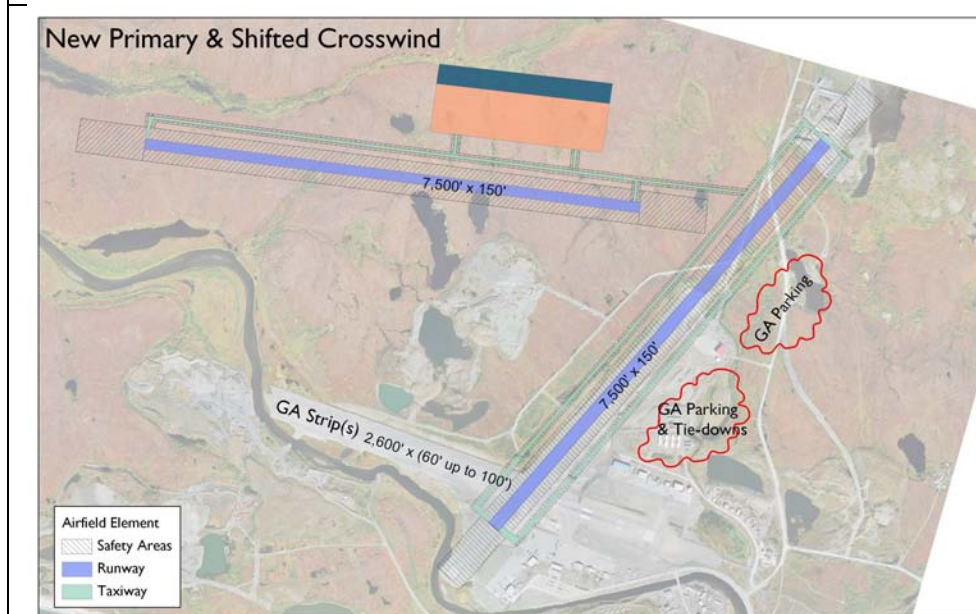 New Primary & Shifted Crosswind
7,500' x 150'
GA Parking
7,500' x 150'
GA Parking
& Tie-downs
GA Strip(s) 2,600' x (60' up to 100')
Airfield Element
Safety Areas
Runway
Taxiway